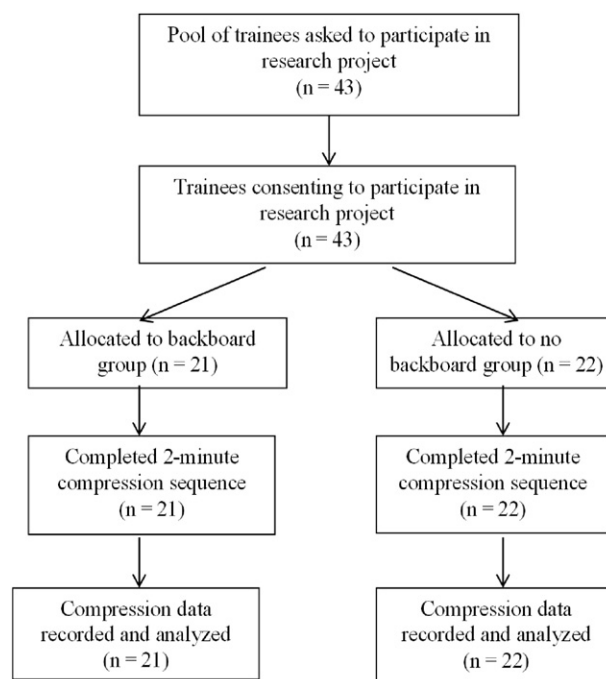 Pool of trainees asked to participate in
research project
(n = 43)
Trainees consenting to participate in
research project
(n = 43)
Allocated to backboard
group (n = 21)
Allocated to no
backboard group (n = 22)
Completed 2-minute
compression sequence
(n = 21)
Completed 2-minute
compression sequence
(n = 22)
Compression data
recorded and analyzed
(n = 21)
Compression data
recorded and analyzed
(n = 22)